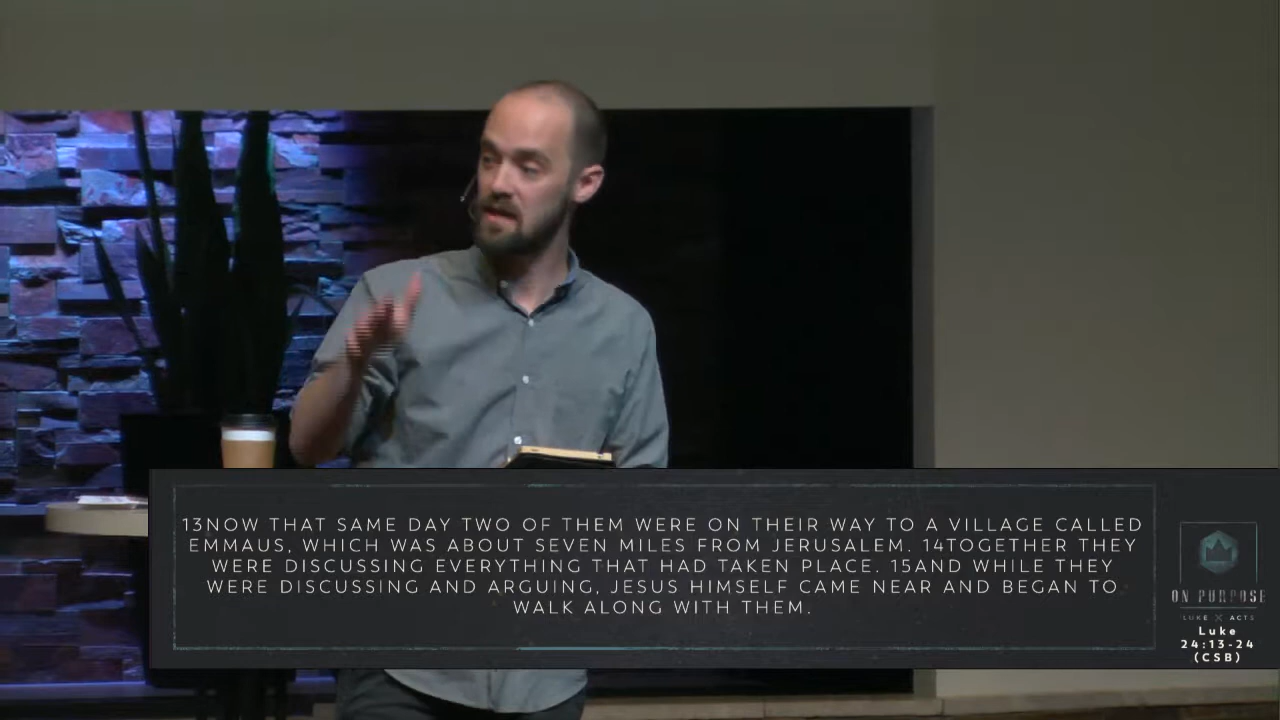 13NOW THAT SAME DAY TWO OF THEM WERE ON THEIR WAY TO A VILLAGE CALLED
EMMAUS, WHICH WAS ABOUT SEVEN MILES FROM JERUSALEM. 14TOGETHER THEY
WERE DISCUSSING EVERYTHING THAT HAD TAKEN PLACE. 15AND WHILE THEY
WERE DISCUSSING AND ARGUING, JESUS HIMSELF CAME NEAR AND BEGAN TO
WALK ALONG WITH THEM.
ON PURPOSE
LUKE X ACTS
Luke
24:13-24
(CSB)